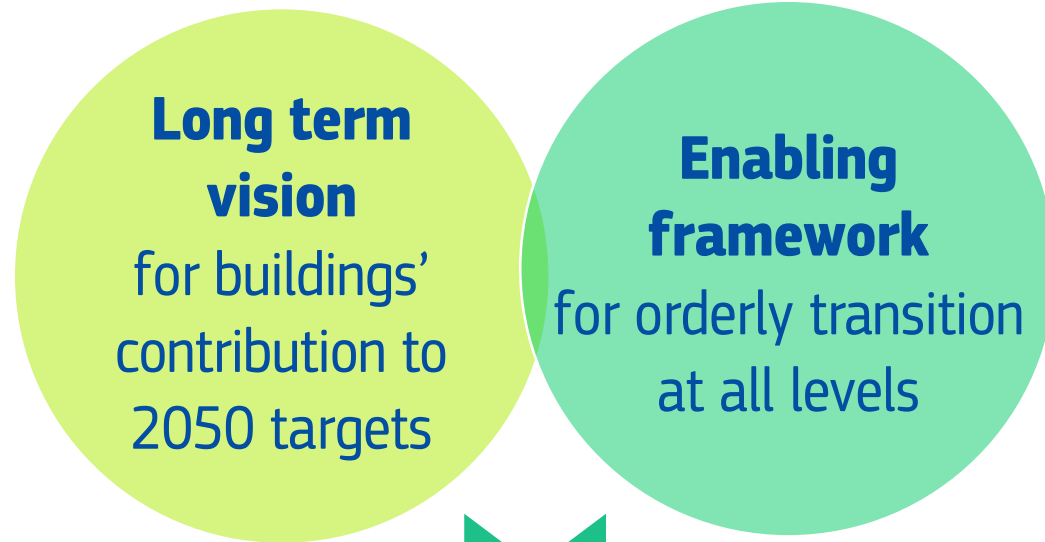 Long term
vision
for buildings’
contribution to
2050 targets
Enabling
framework
for orderly transition
at all levels